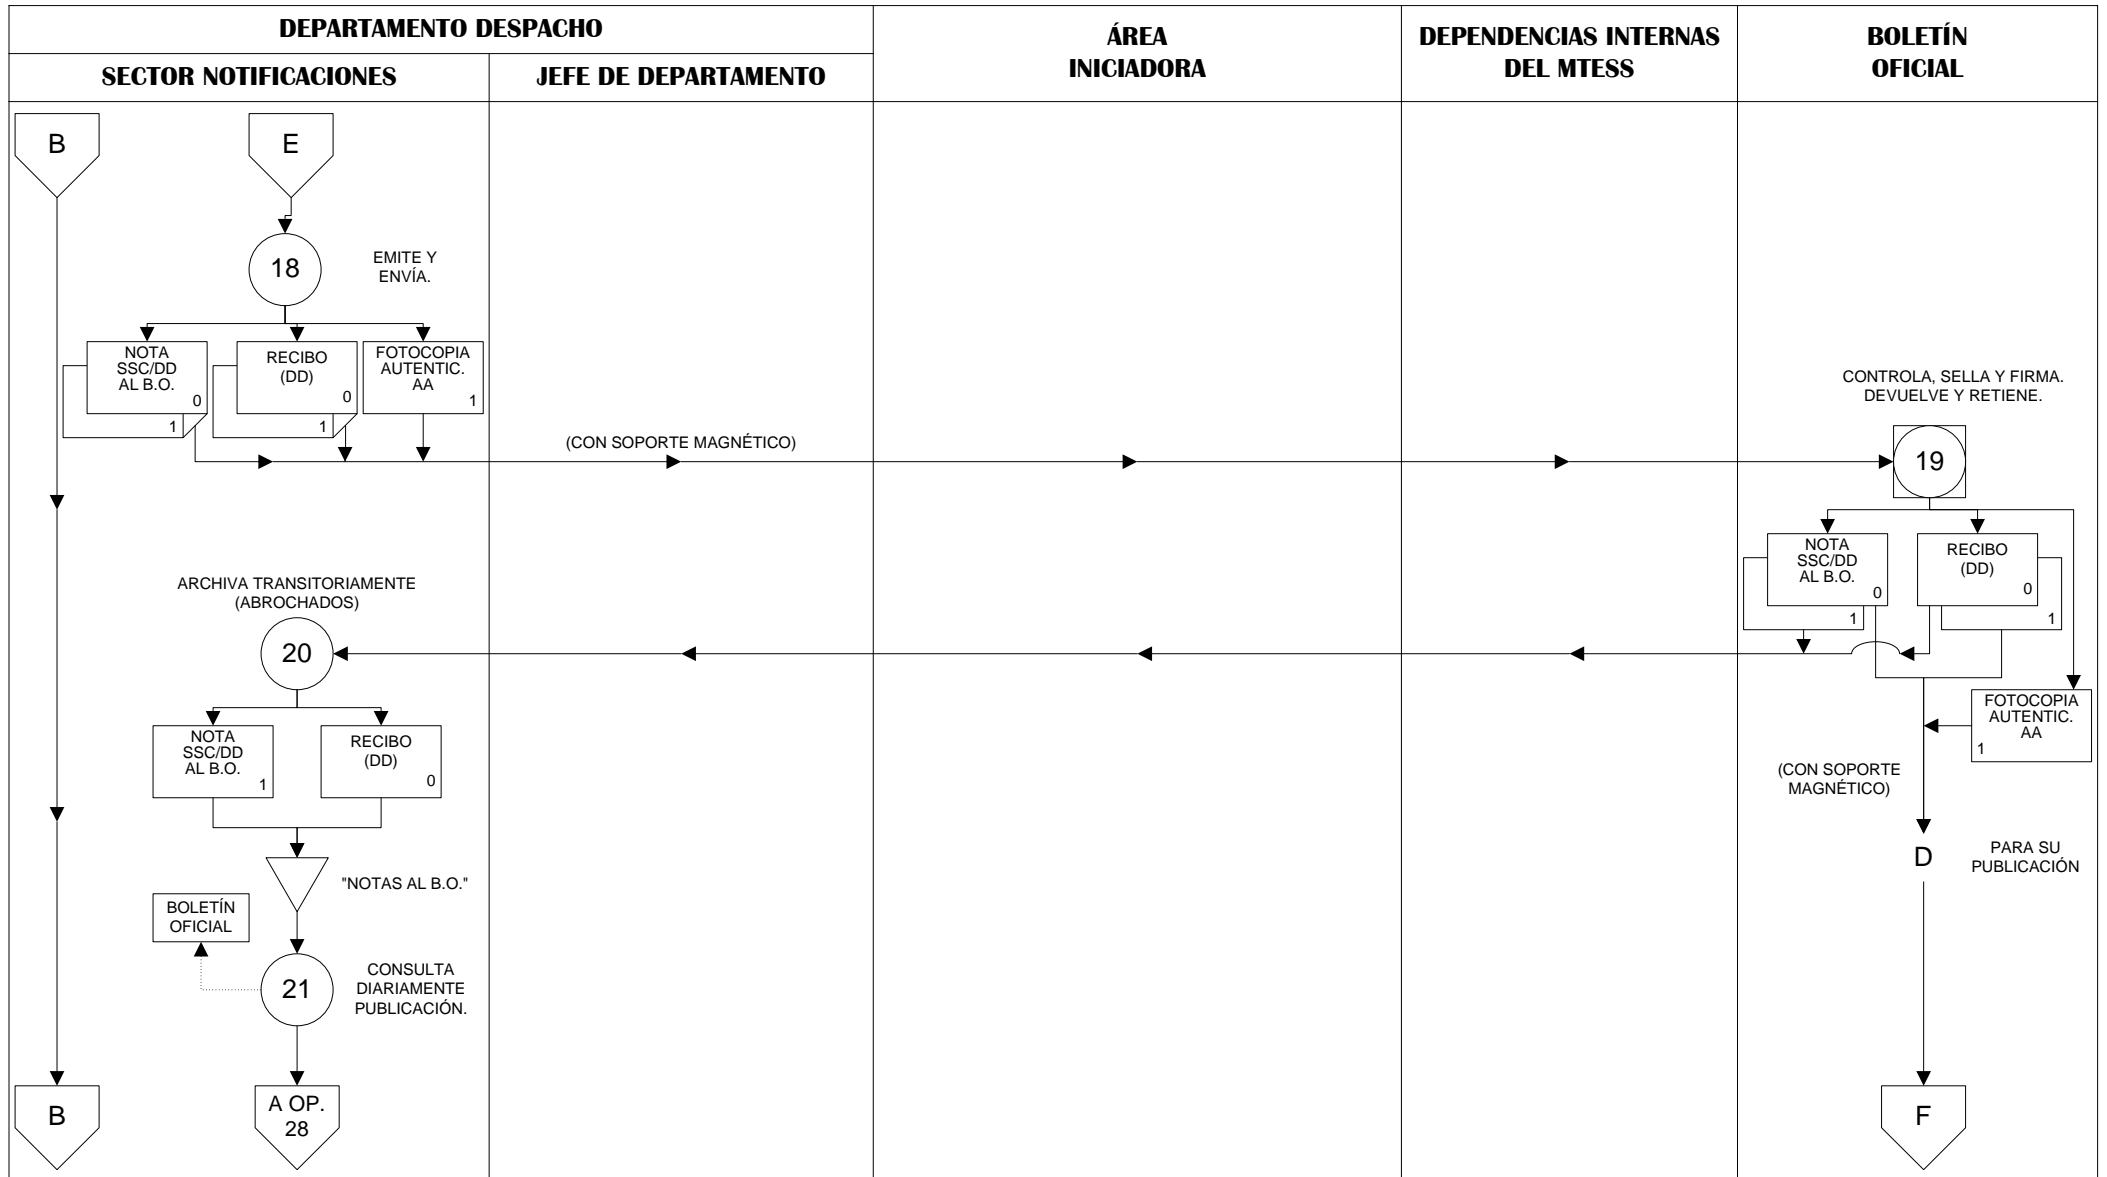 DEPARTAMENTO DESPACHO
ÁREA
INICIADORA
DEPENDENCIAS INTERNAS
DEL MTESS
BOLETÍN
OFICIAL
SECTOR NOTIFICACIONES
JEFE DE DEPARTAMENTO
B
E
18
EMITE Y
ENVÍA.
NOTA
SSC/DD
AL B.O.
0
1
RECIBO
(DD)
0
1
FOTOCOPIA
AUTENTIC.
AA
1
(CON SOPORTE MAGNÉTICO)
CONTROLA, SELLA Y FIRMA.
DEVUELVE Y RETIENE.
19
NOTA
SSC/DD
AL B.O.
0
1
RECIBO
(DD)
0
1
ARCHIVA TRANSITORIAMENTE
(ABROCHADOS)
20
FOTOCOPIA
AUTENTIC.
AA
1
NOTA
SSC/DD
AL B.O.
1
RECIBO
(DD)
0
(CON SOPORTE
MAGNÉTICO)
D
PARA SU
PUBLICACIÓN
"NOTAS AL B.O."
BOLETÍN
OFICIAL
21
CONSULTA
DIARIAMENTE
PUBLICACIÓN.
B
A OP.
28
F